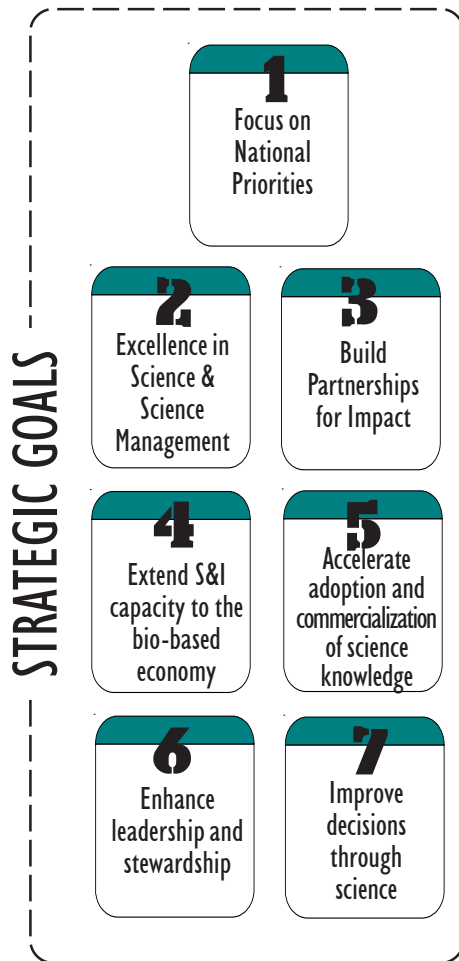 STRATEGIC GOALS
1
Focus on
National
Priorities
2
Excellence in
Science &
Science
Management
3
Build
Partnerships
for Impact
4
Extend S&I
capacity to the
bio-based
economy
5
Accelerate
adoption and
commercialization
of science
knowledge
6
Enhance
leadership and
stewardship
7
Improve
decisions
through
science